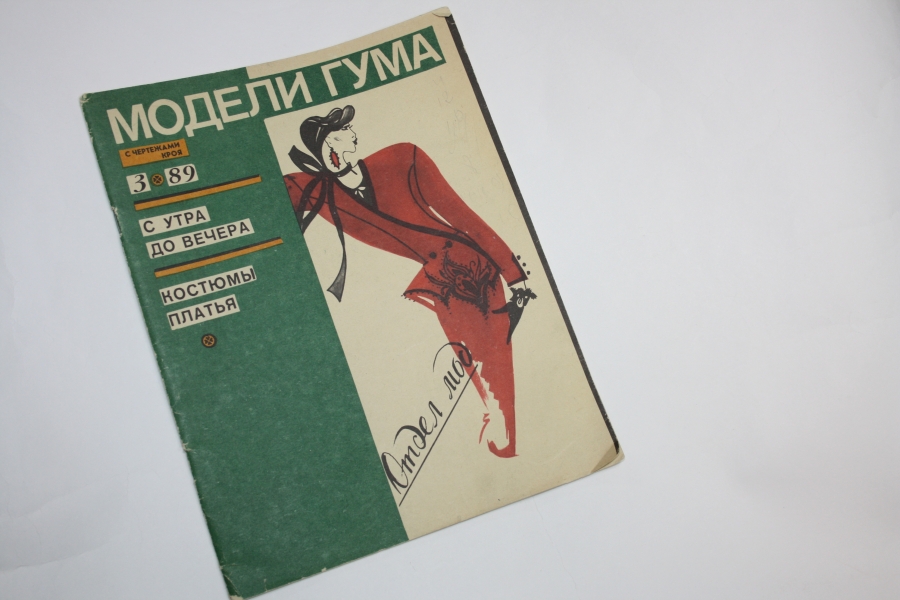 МОДЕЛИ ГУМА
С ЧЕРТЕЖАМИ
КРОЯ
3 89
С УТРА
ДО ВЕЧЕРА
КОСТЮМЫ
ПЛАТЬЯ
Отдел мод